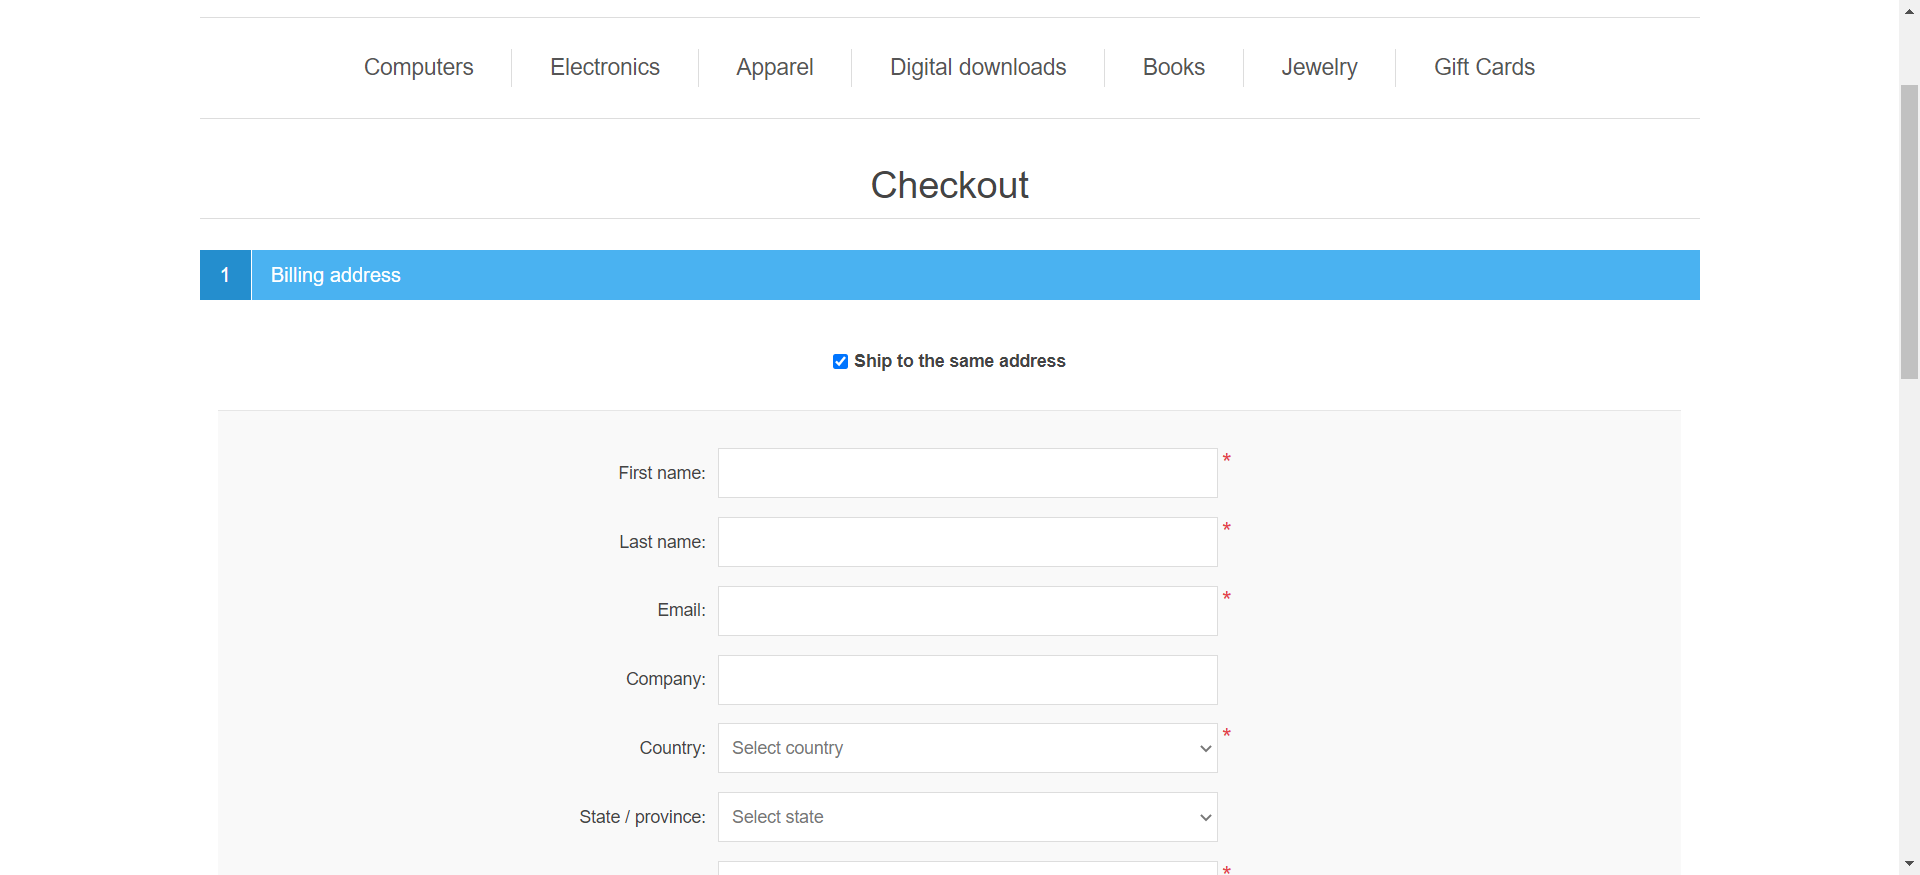 Computers Electronics Apparel Digital downloads Books Jewelry Gift Cards
Checkout
1 Billing address
Ship to the same address
First name: *
Last name: *
Email: *
Company:
Country: Select country *
State / province: Select state
*